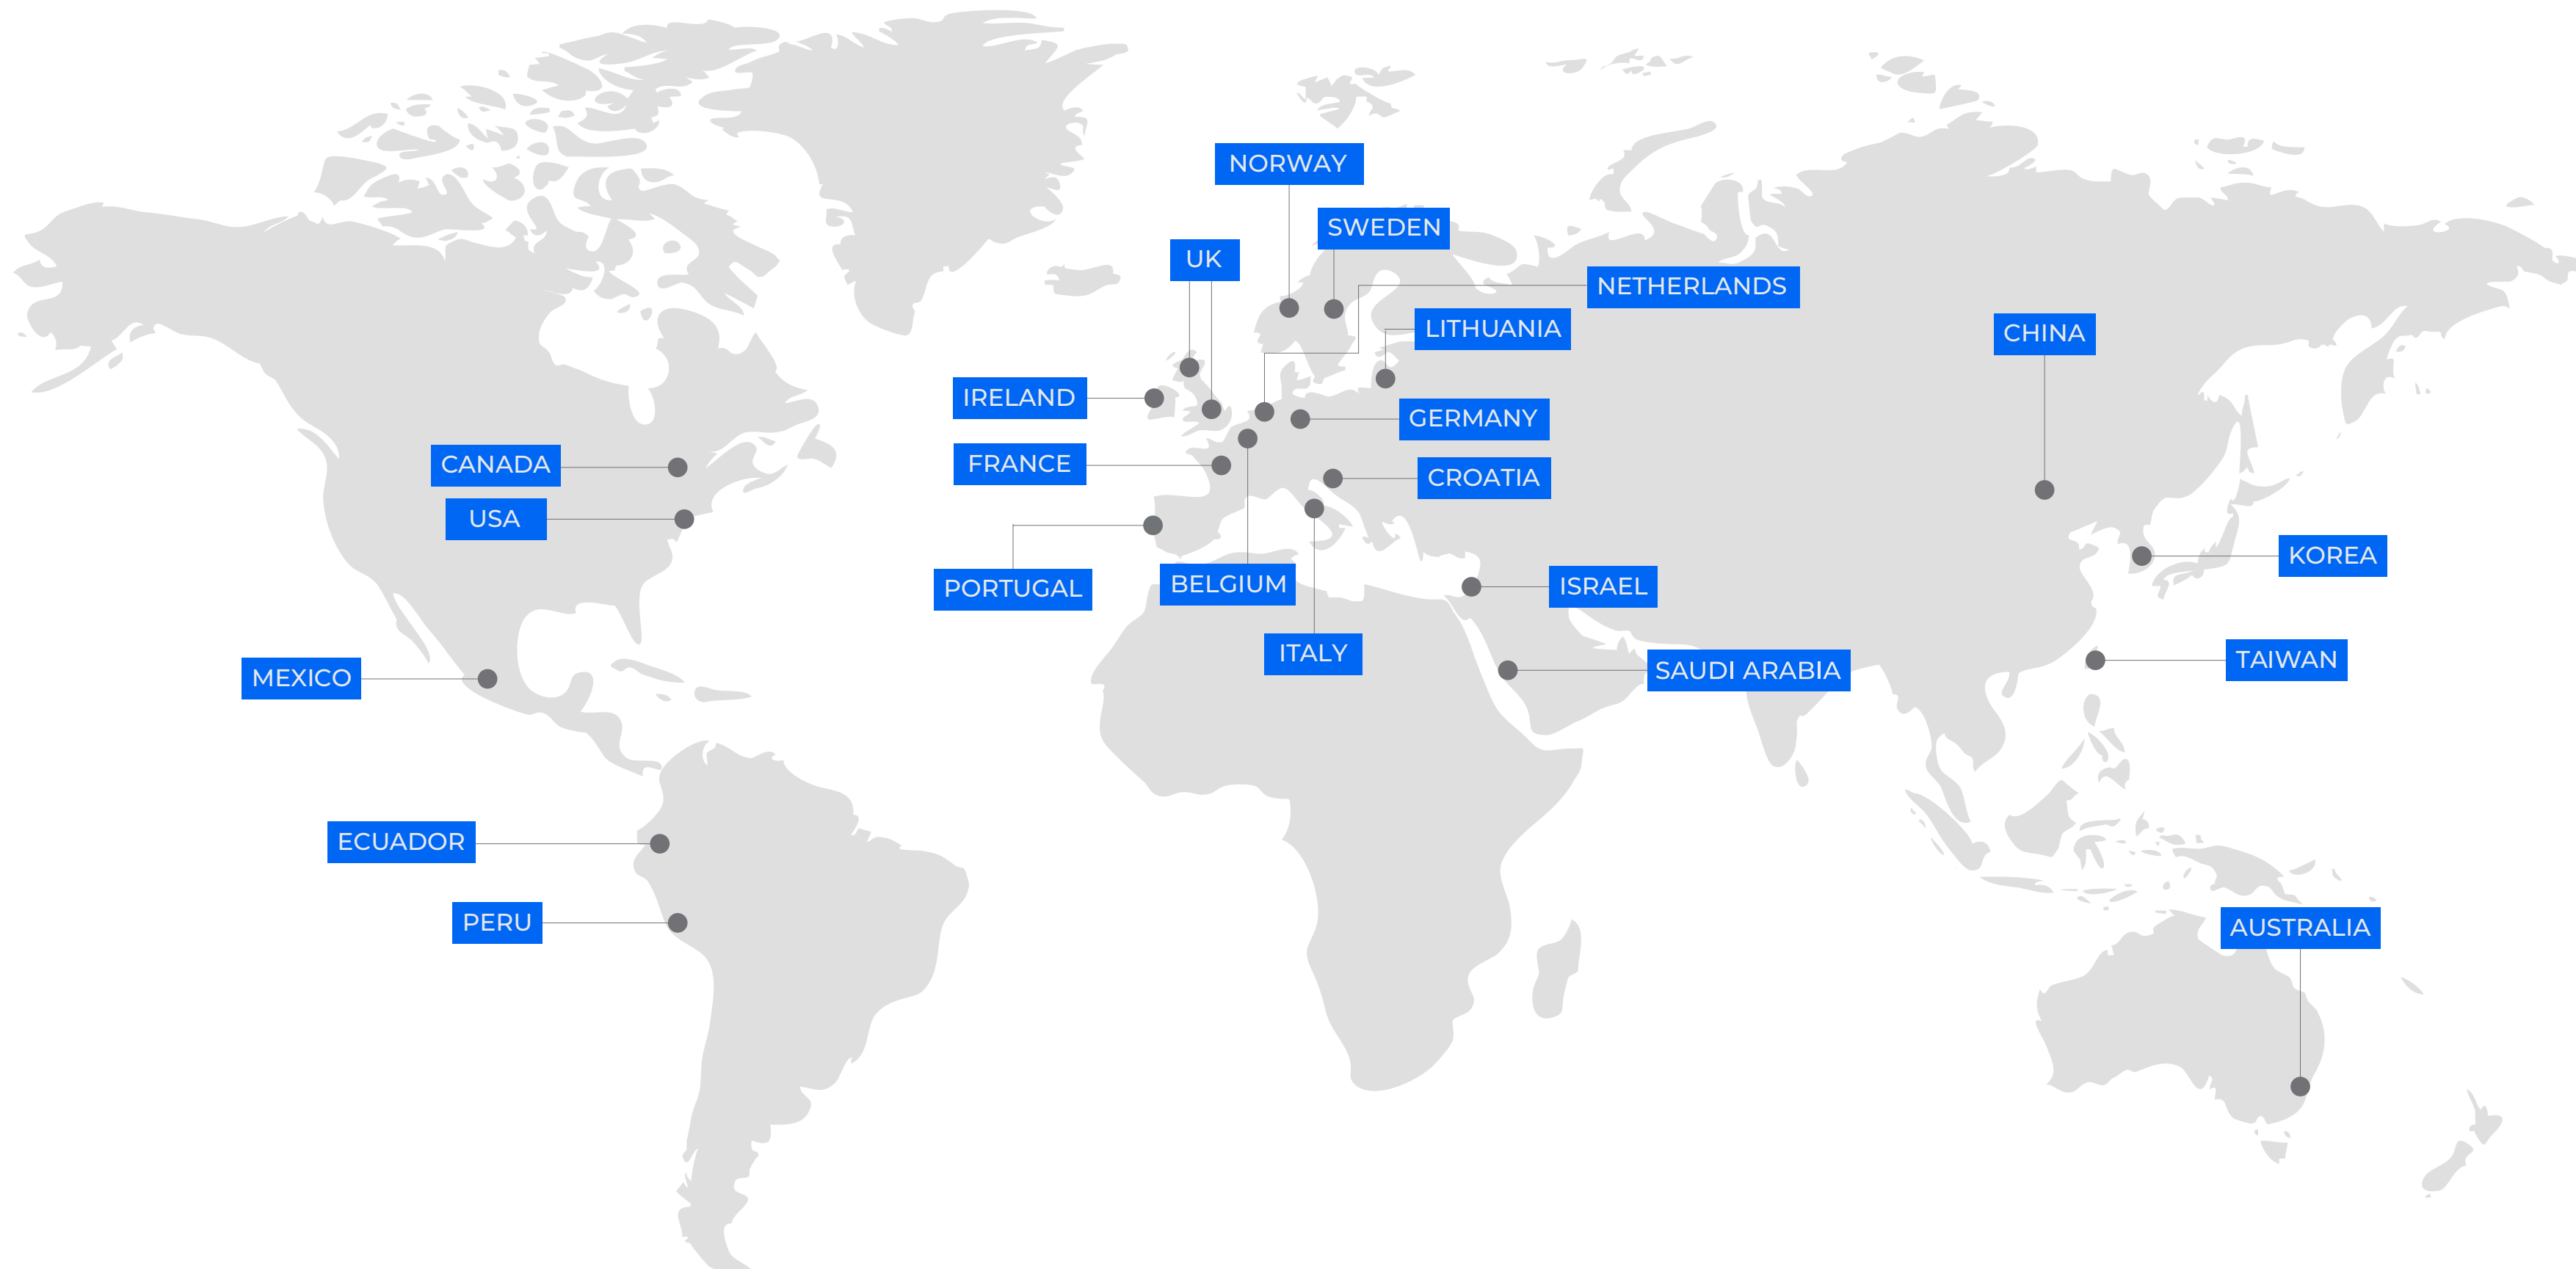 NORWAY
SWEDEN
UK
NETHERLANDS
LITHUANIA
CHINA
IRELAND
GERMANY
FRANCE
CANADA
CROATIA
USA
KOREA
PORTUGAL
BELGIUM
ISRAEL
ITALY
TAIWAN
SAUDI ARABIA
MEXICO
ECUADOR
PERU
AUSTRALIA